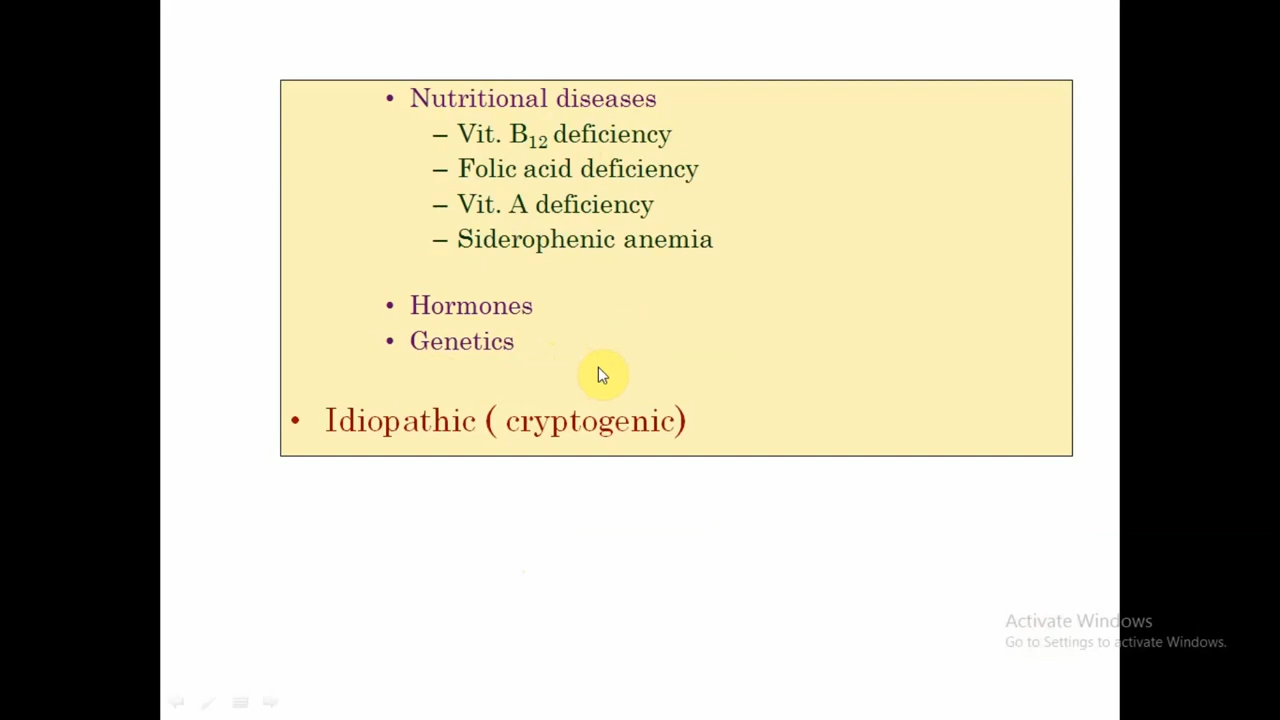 • Nutritional diseases
– Vit. B₁₂ deficiency
– Folic acid deficiency
– Vit. A deficiency
– Siderophenic anemia
• Hormones
• Genetics
• Idiopathic ( cryptogenic)
Activate Windows
Go to Settings to activate Windows.